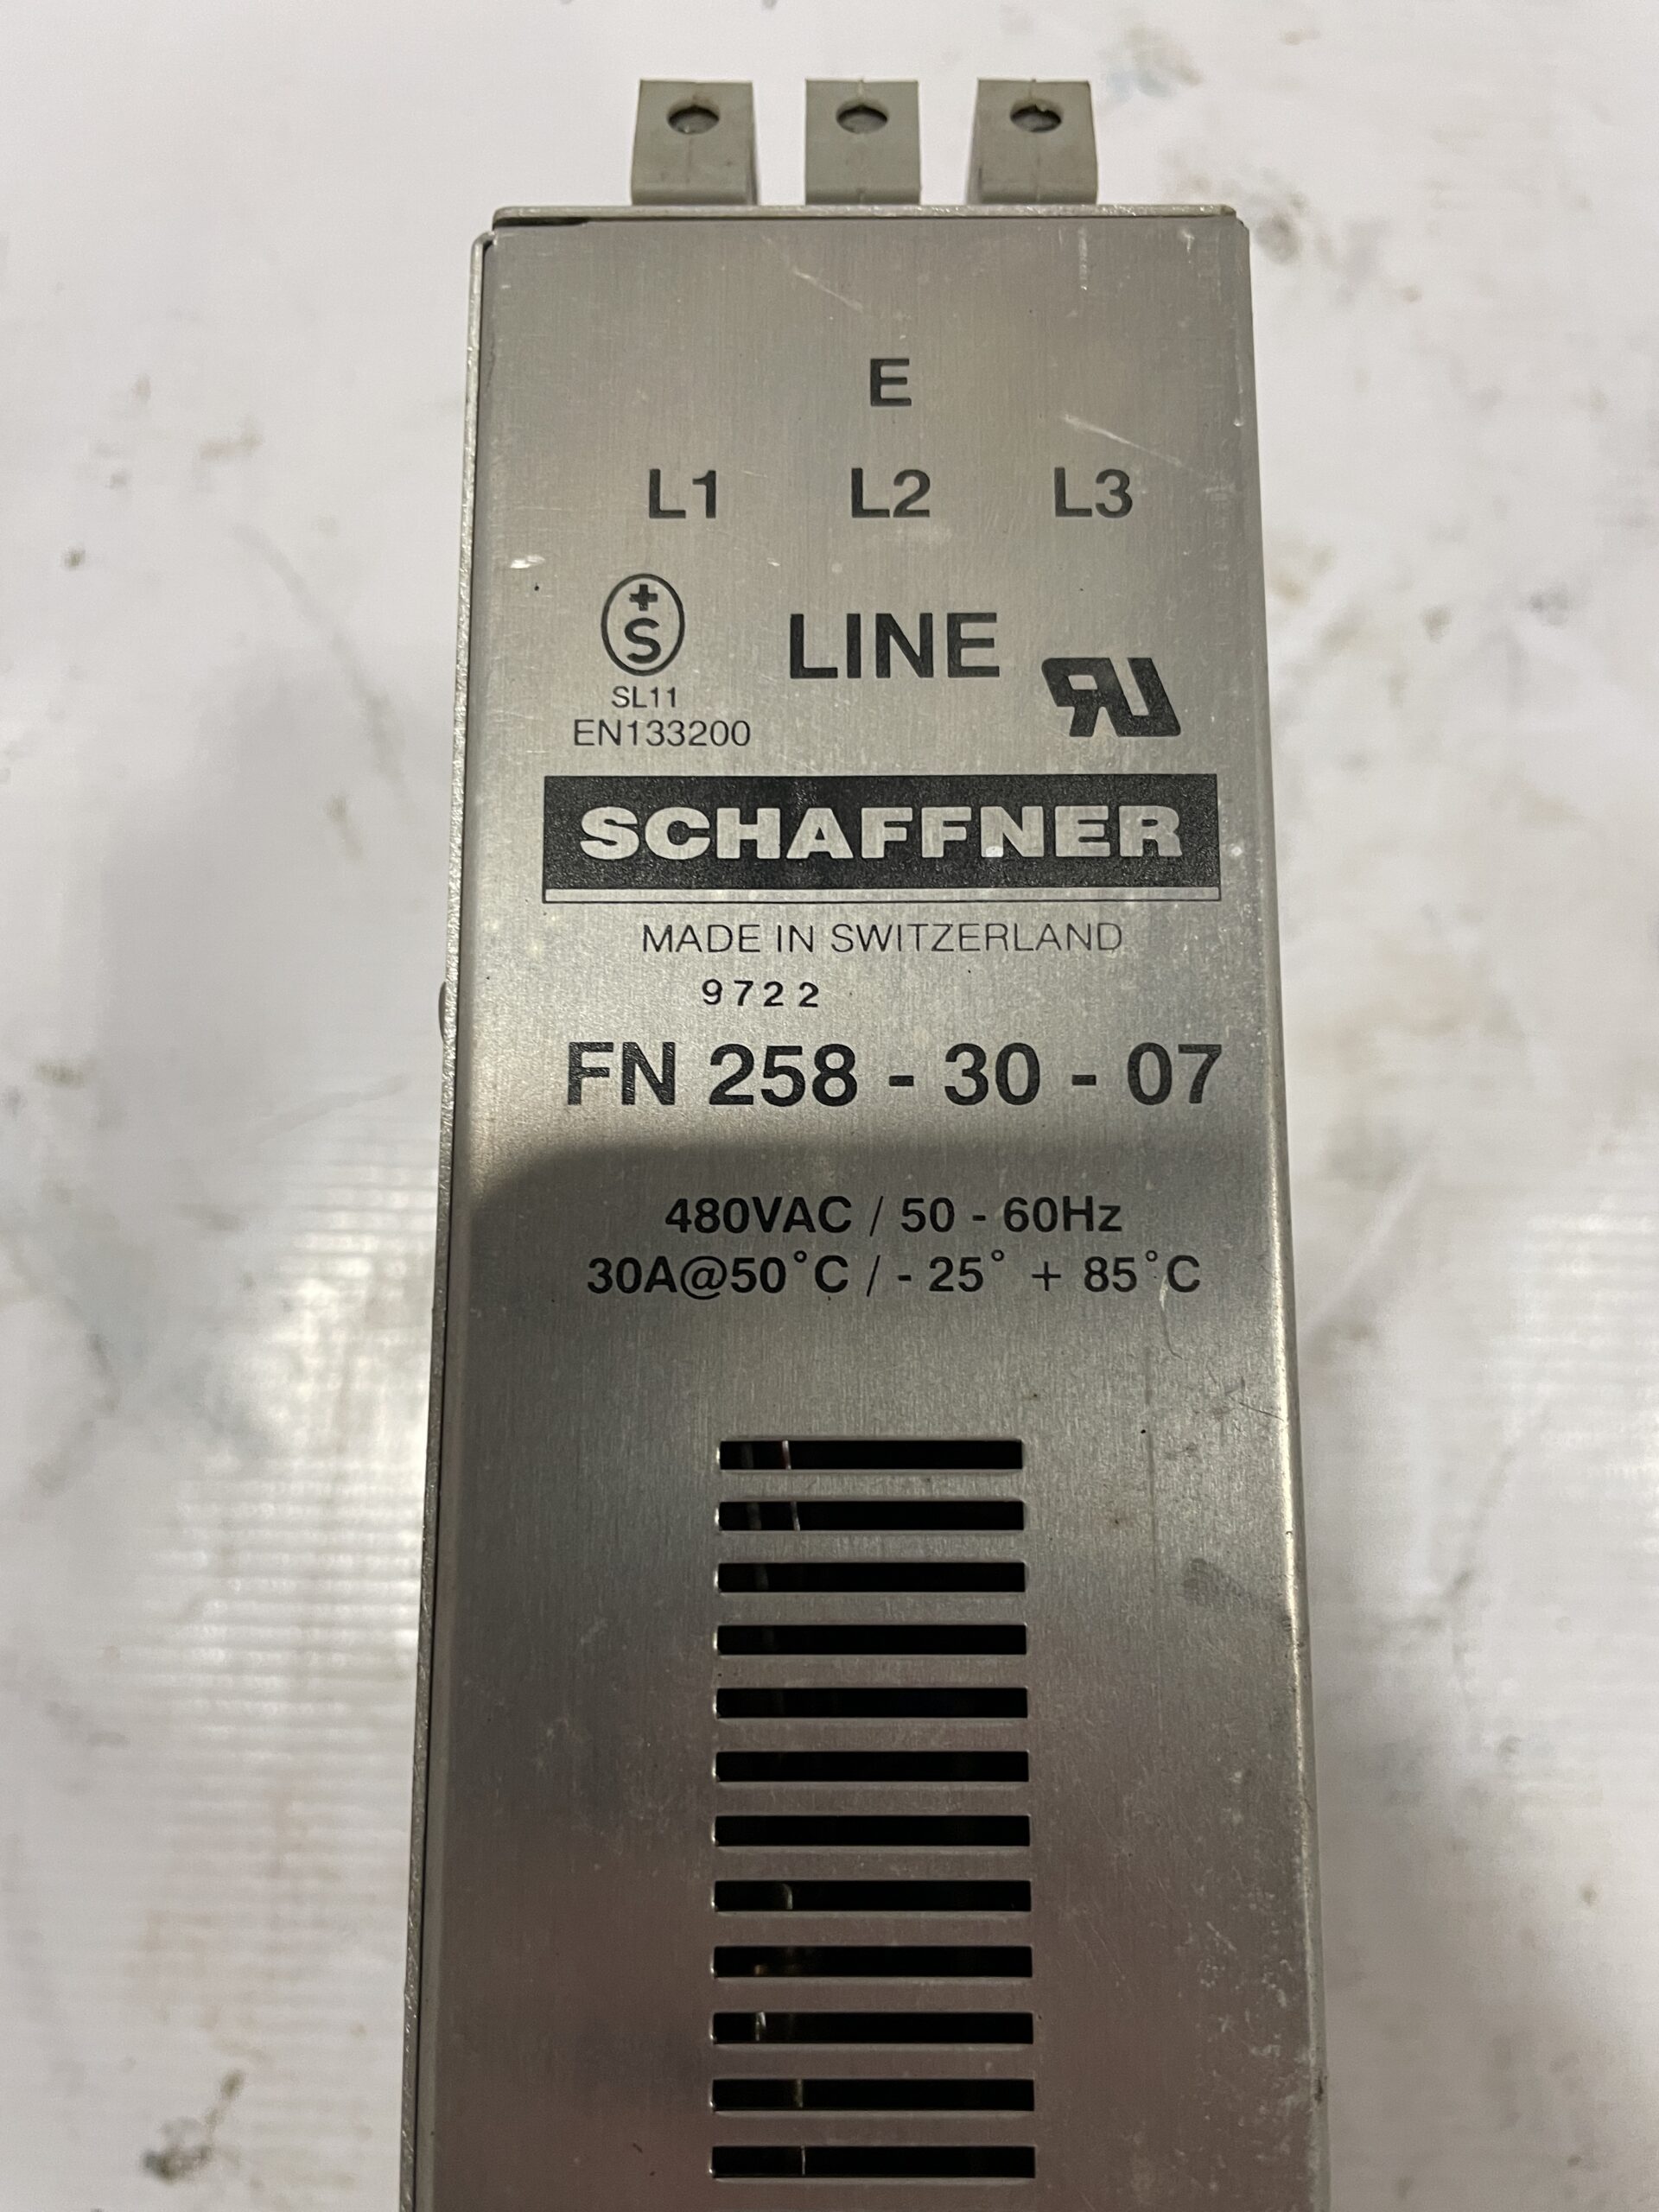 E
L1 L2 L3
+
S
LINE
SL11
EN133200
SCHAFFNER
MADE IN SWITZERLAND
9722
FN 258 - 30 - 07
480VAC / 50 - 60Hz
30A@50°C / - 25° + 85°C